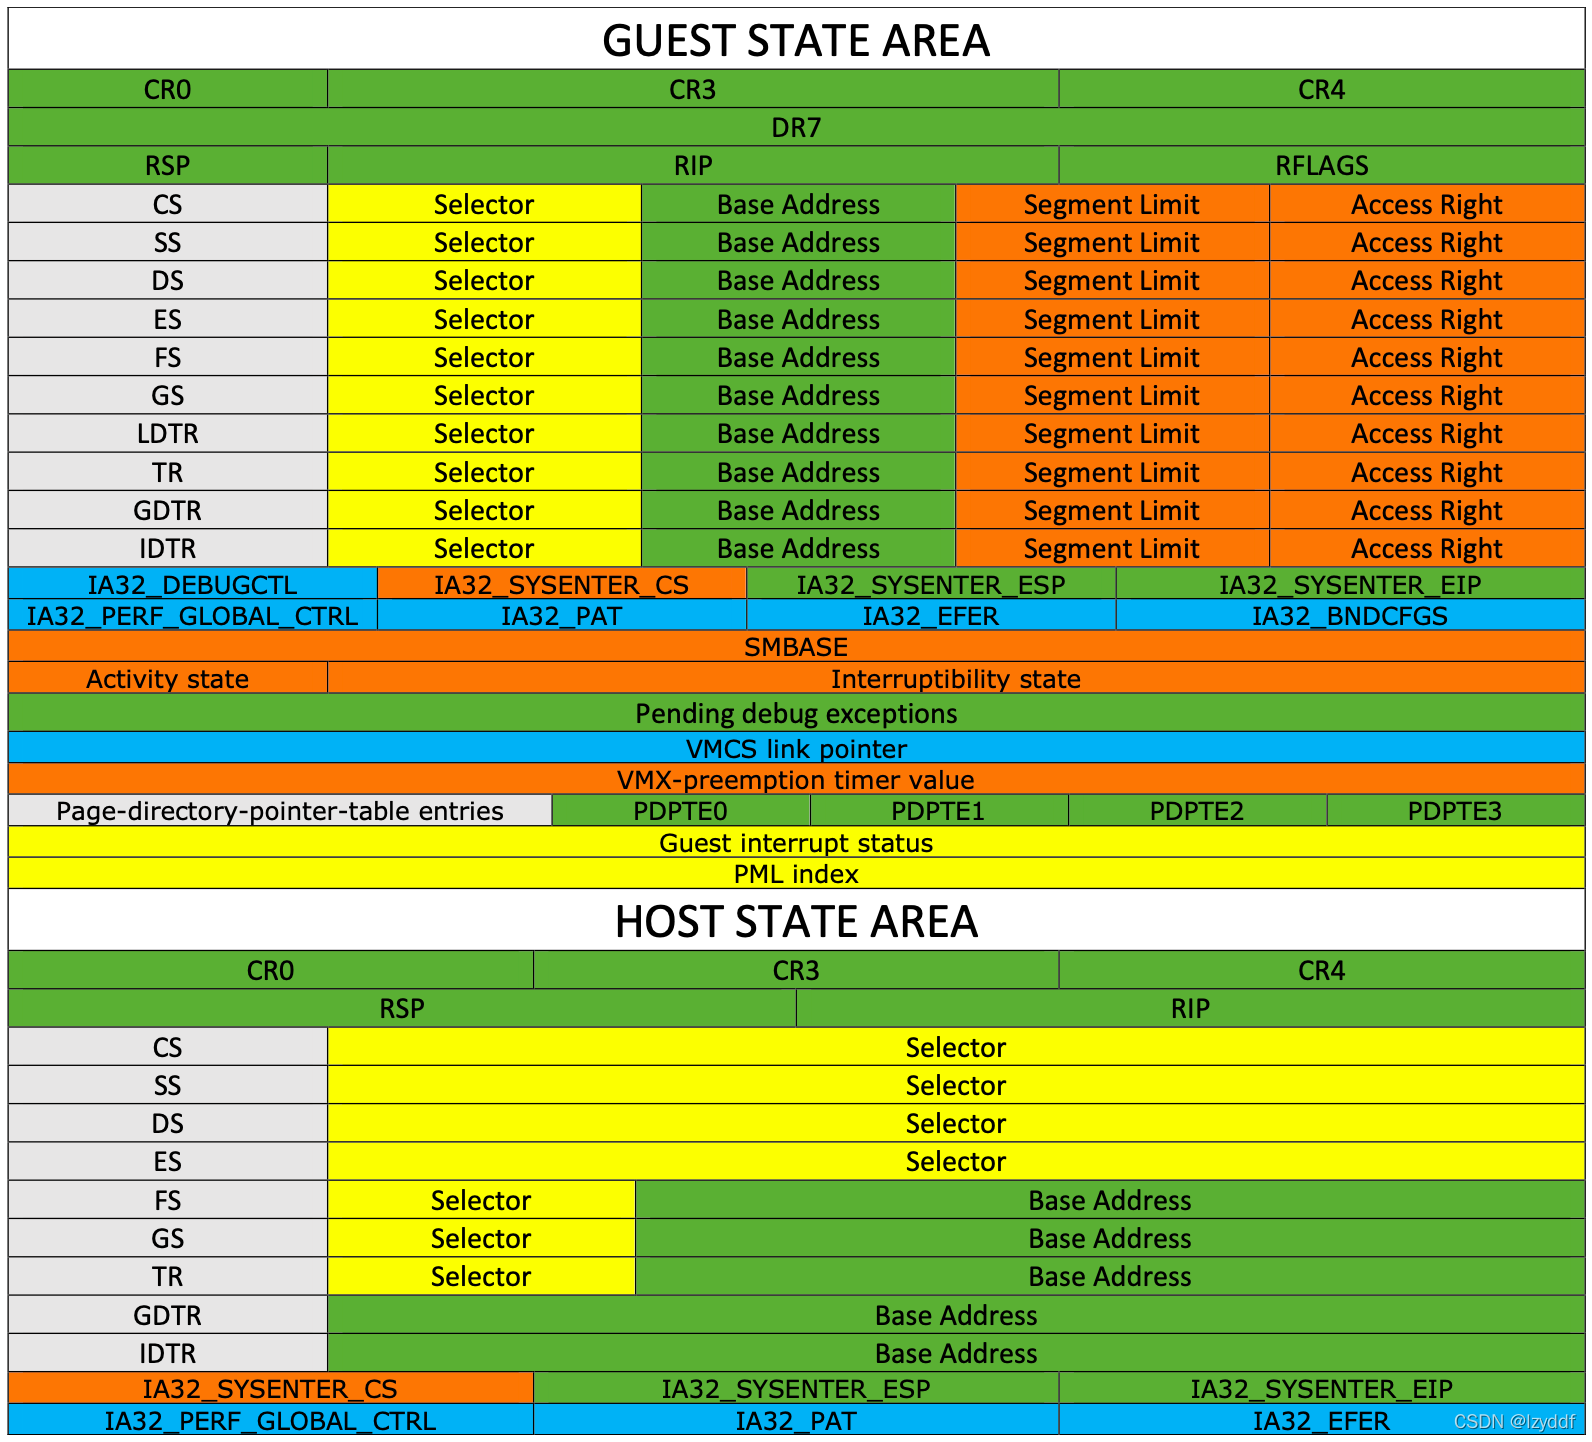 GUEST STATE AREA
CR0 CR3 CR4
DR7
RSP RIP RFLAGS
CS Selector Base Address Segment Limit Access Right
SS Selector Base Address Segment Limit Access Right
DS Selector Base Address Segment Limit Access Right
ES Selector Base Address Segment Limit Access Right
FS Selector Base Address Segment Limit Access Right
GS Selector Base Address Segment Limit Access Right
LDTR Selector Base Address Segment Limit Access Right
TR Selector Base Address Segment Limit Access Right
GDTR Selector Base Address Segment Limit Access Right
IDTR Selector Base Address Segment Limit Access Right
IA32_DEBUGCTL IA32_SYSENTER_CS IA32_SYSENTER_ESP IA32_SYSENTER_EIP
IA32_PERF_GLOBAL_CTRL IA32_PAT IA32_EFER IA32_BNDCFGS
SMBASE
Activity state Interruptibility state
Pending debug exceptions
VMCS link pointer
VMX-preemption timer value
Page-directory-pointer-table entries PDPTE0 PDPTE1 PDPTE2 PDPTE3
Guest interrupt status
PML index
HOST STATE AREA
CR0 CR3 CR4
RSP RIP
CS Selector
SS Selector
DS Selector
ES Selector
FS Selector Base Address
GS Selector Base Address
TR Selector Base Address
GDTR Base Address
IDTR Base Address
IA32_SYSENTER_CS IA32_SYSENTER_ESP IA32_SYSENTER_EIP
IA32_PERF_GLOBAL_CTRL IA32_PAT IA32_EFER
CSDN @lzyddf